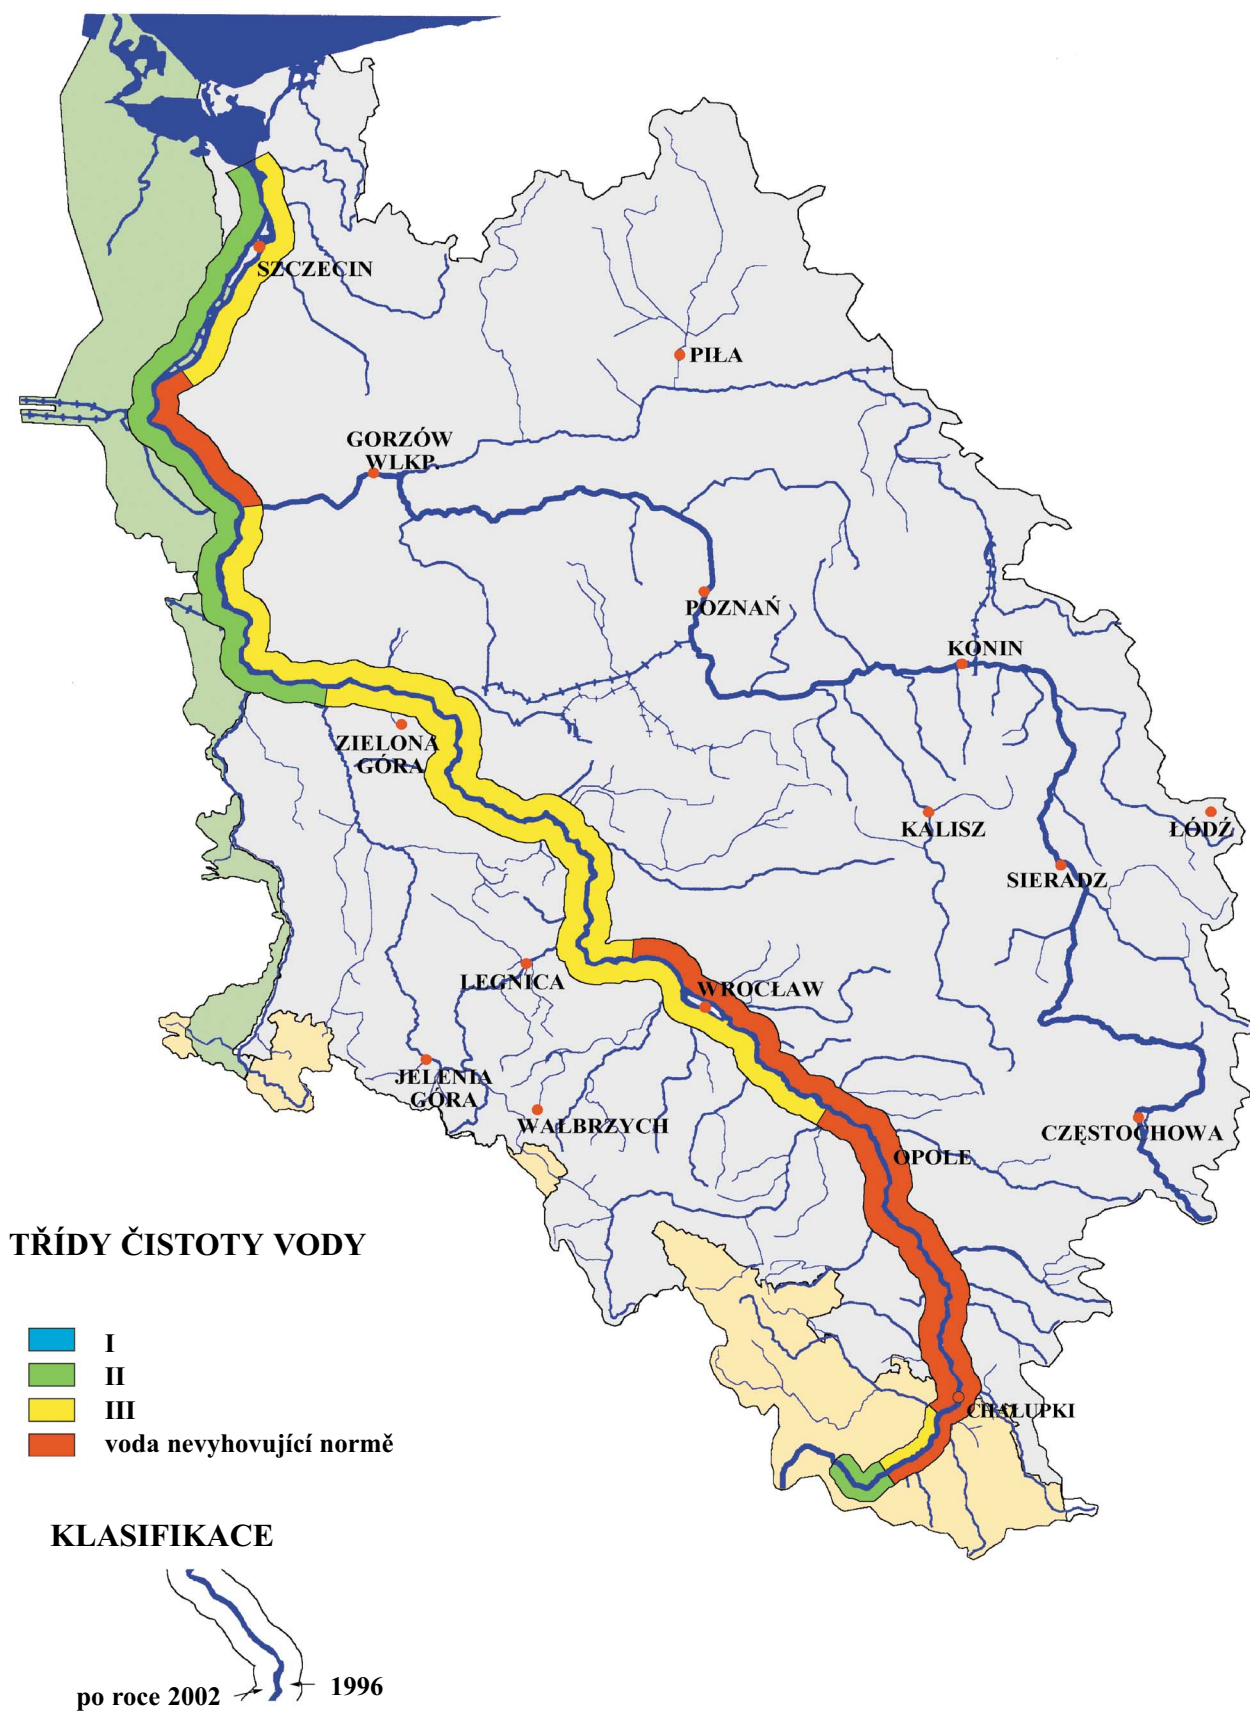 SZCZECIN
PIŁA
GORZÓW
WLKP.
POZNAŃ
KONIN
ZIELONA
GÓRA
KALISZ
ŁÓDŹ
SIERADZ
LEGNICA
WROCŁAW
JELENIA
GÓRA
WAŁBRZYCH
CZĘSTOCHOWA
OPOLE
TŘÍDY ČISTOTY VODY
I
II
III
voda nevyhovující normě
CHAŁUPKI
KLASIFIKACE
po roce 2002
1996